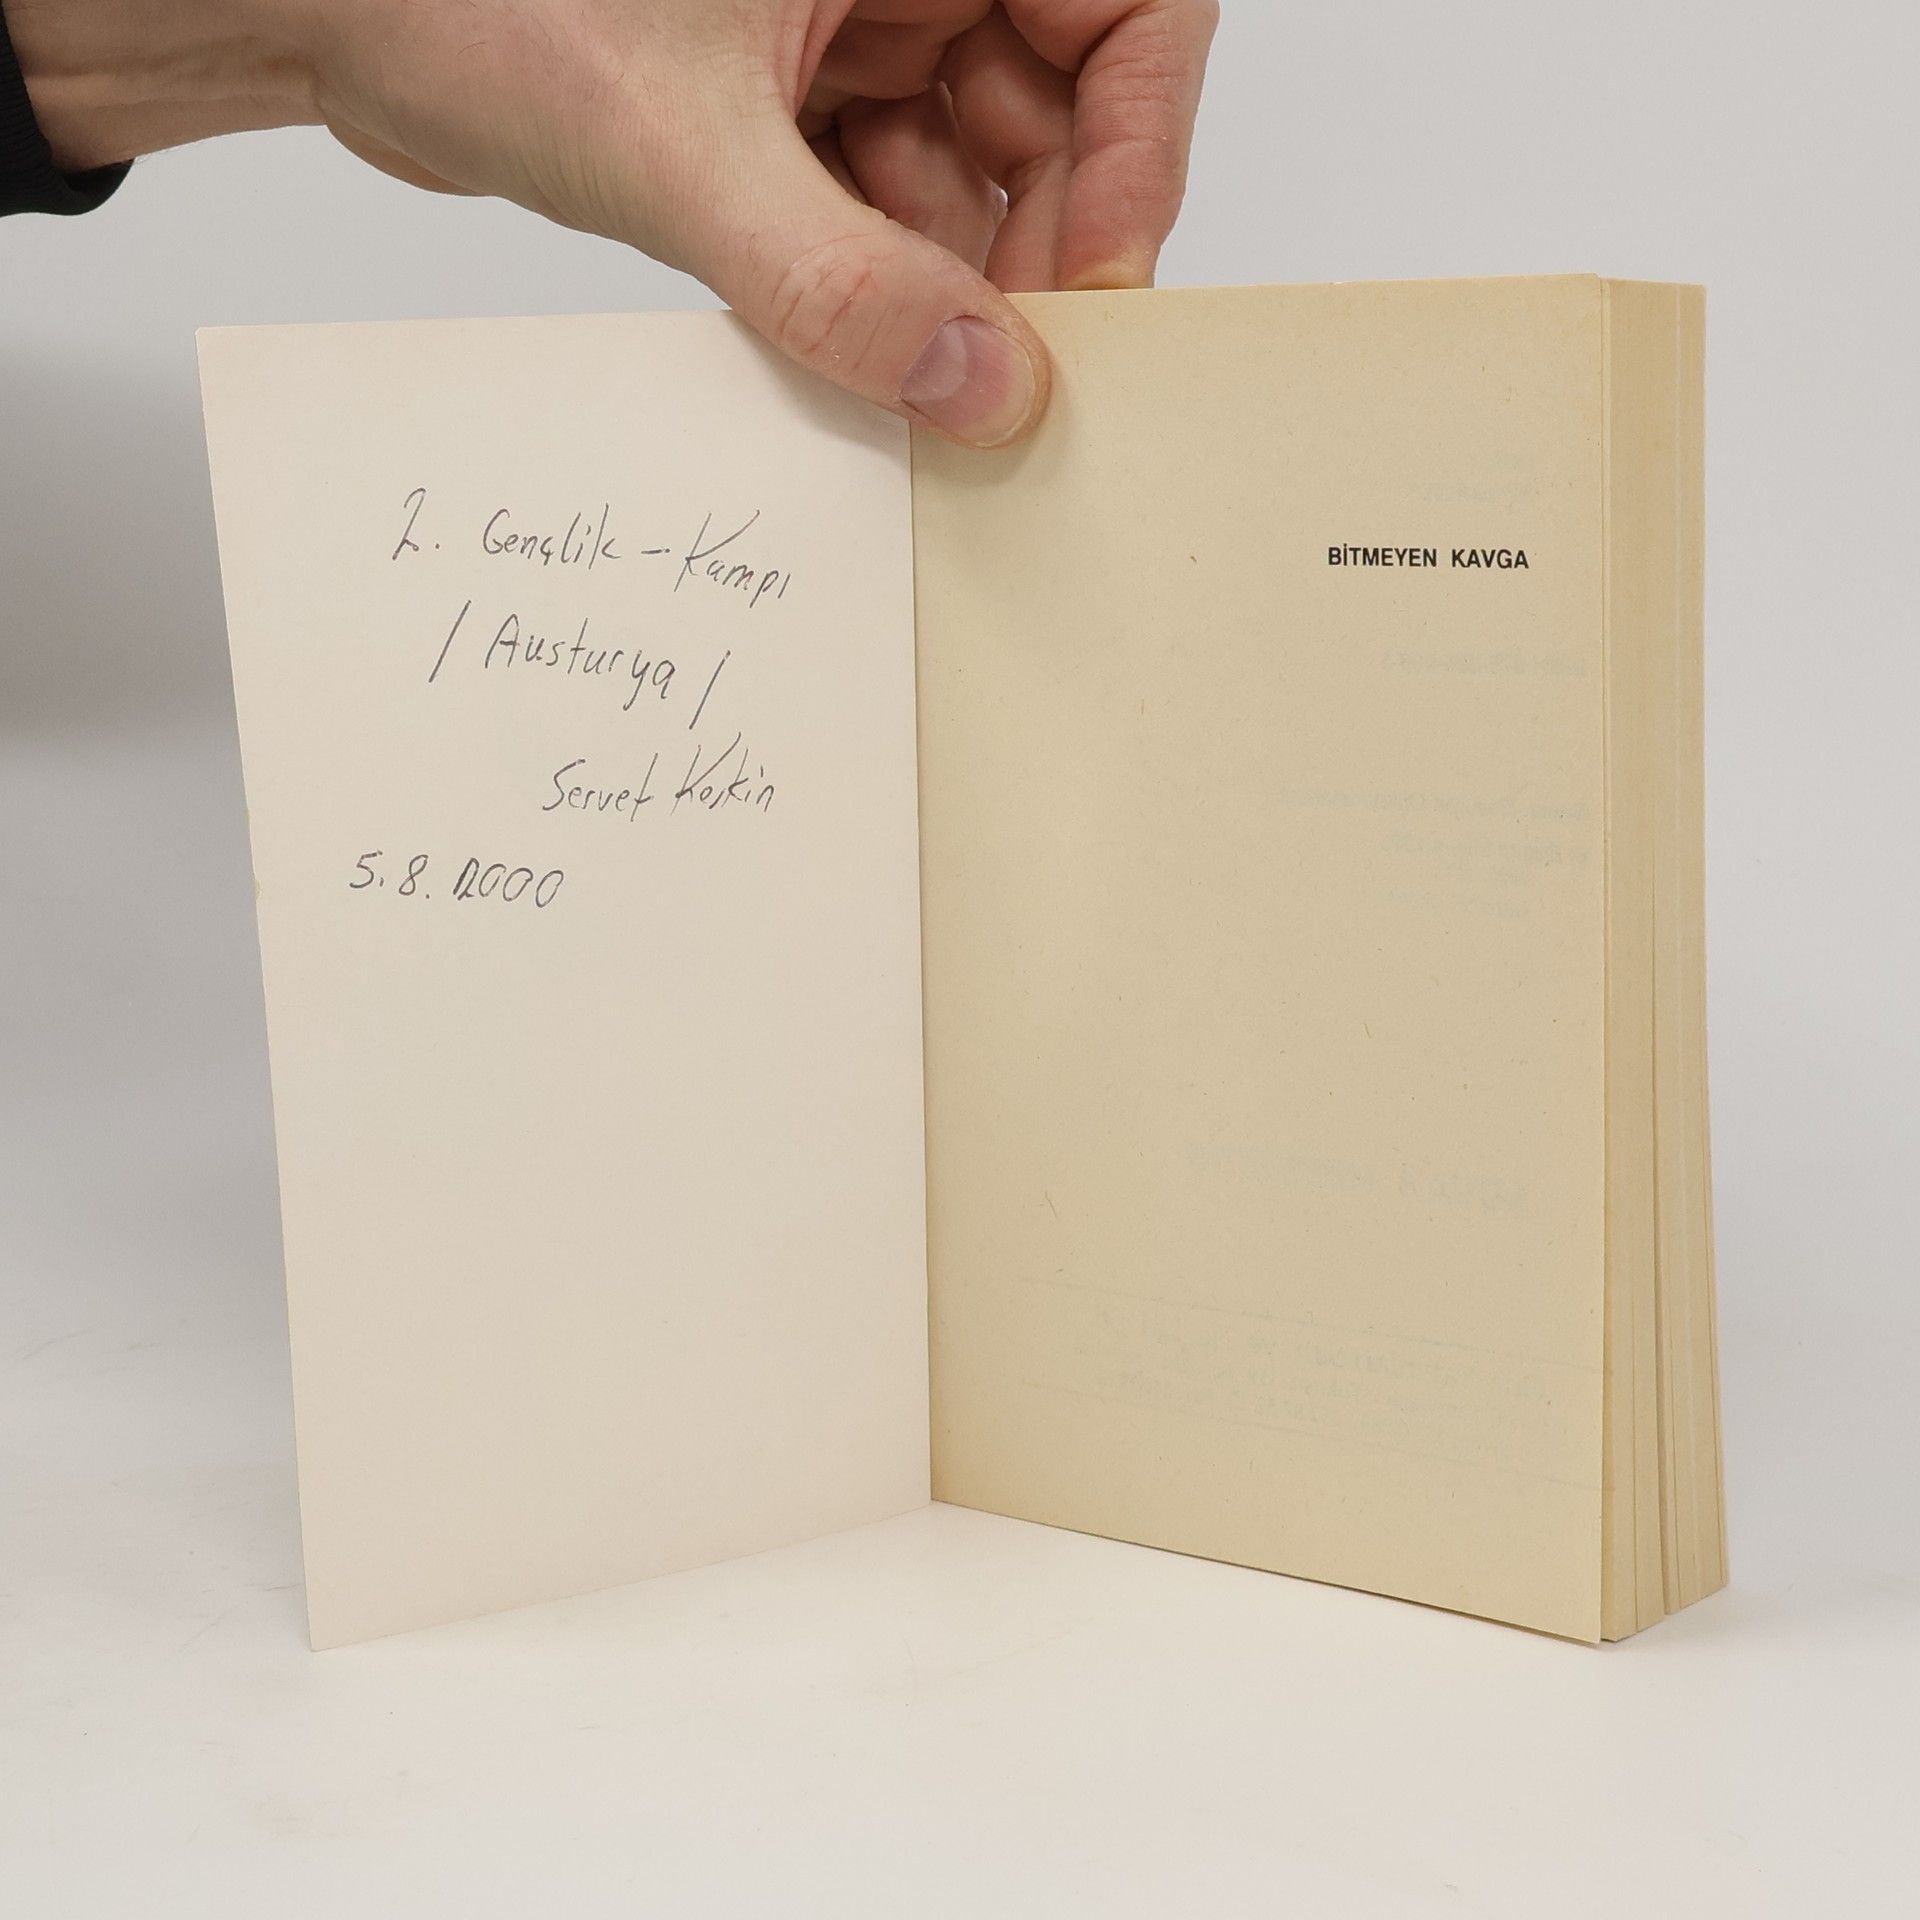 2. Gençlik - Kampı
/ Austurya /
Servet Keskin
5.8.2000
BİTMEYEN KAVGA